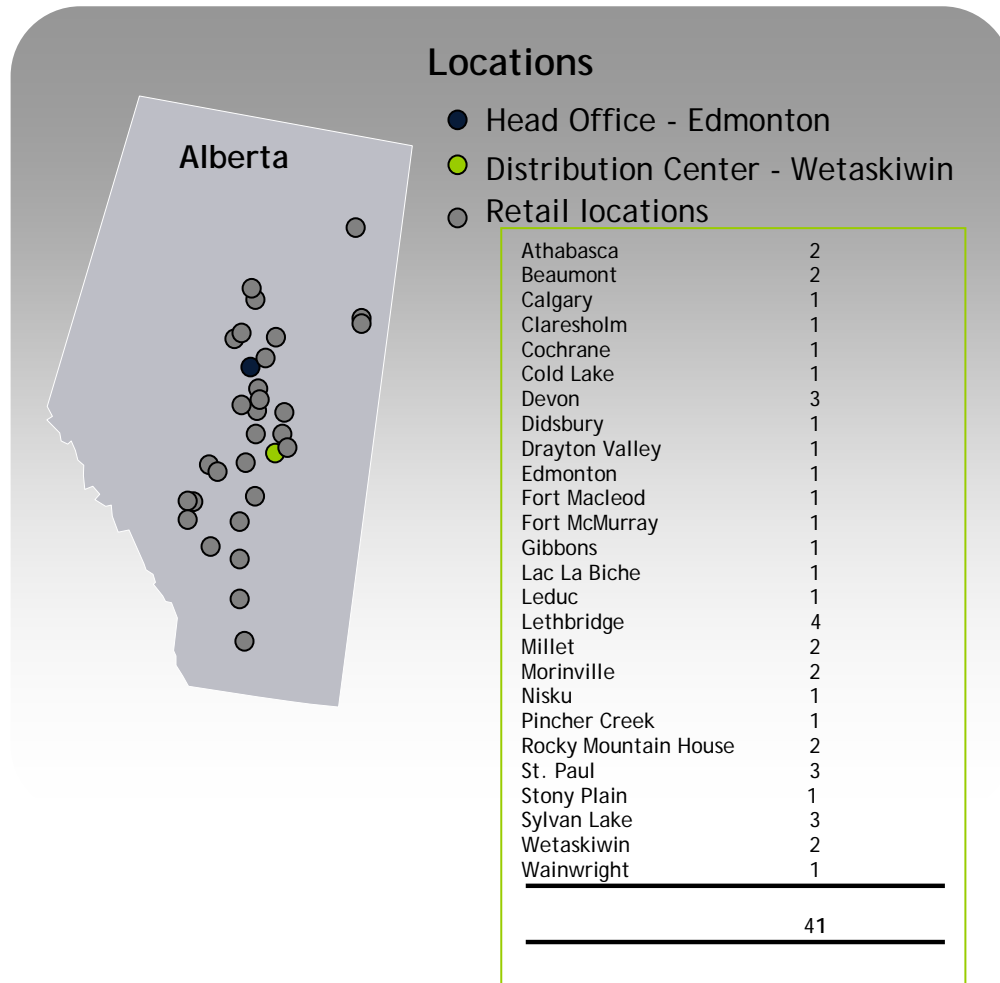 Locations
Alberta
Head Office - Edmonton
Distribution Center - Wetaskiwin
Retail locations
Athabasca 2
Beaumont 2
Calgary 1
Claresholm 1
Cochrane 1
Cold Lake 1
Devon 3
Didsbury 1
Drayton Valley 1
Edmonton 1
Fort Macleod 1
Fort McMurray 1
Gibbons 1
Lac La Biche 1
Leduc 1
Lethbridge 4
Millet 2
Morinville 2
Nisku 1
Pincher Creek 1
Rocky Mountain House 2
St. Paul 3
Stony Plain 1
Sylvan Lake 3
Wetaskiwin 2
Wainwright 1
41